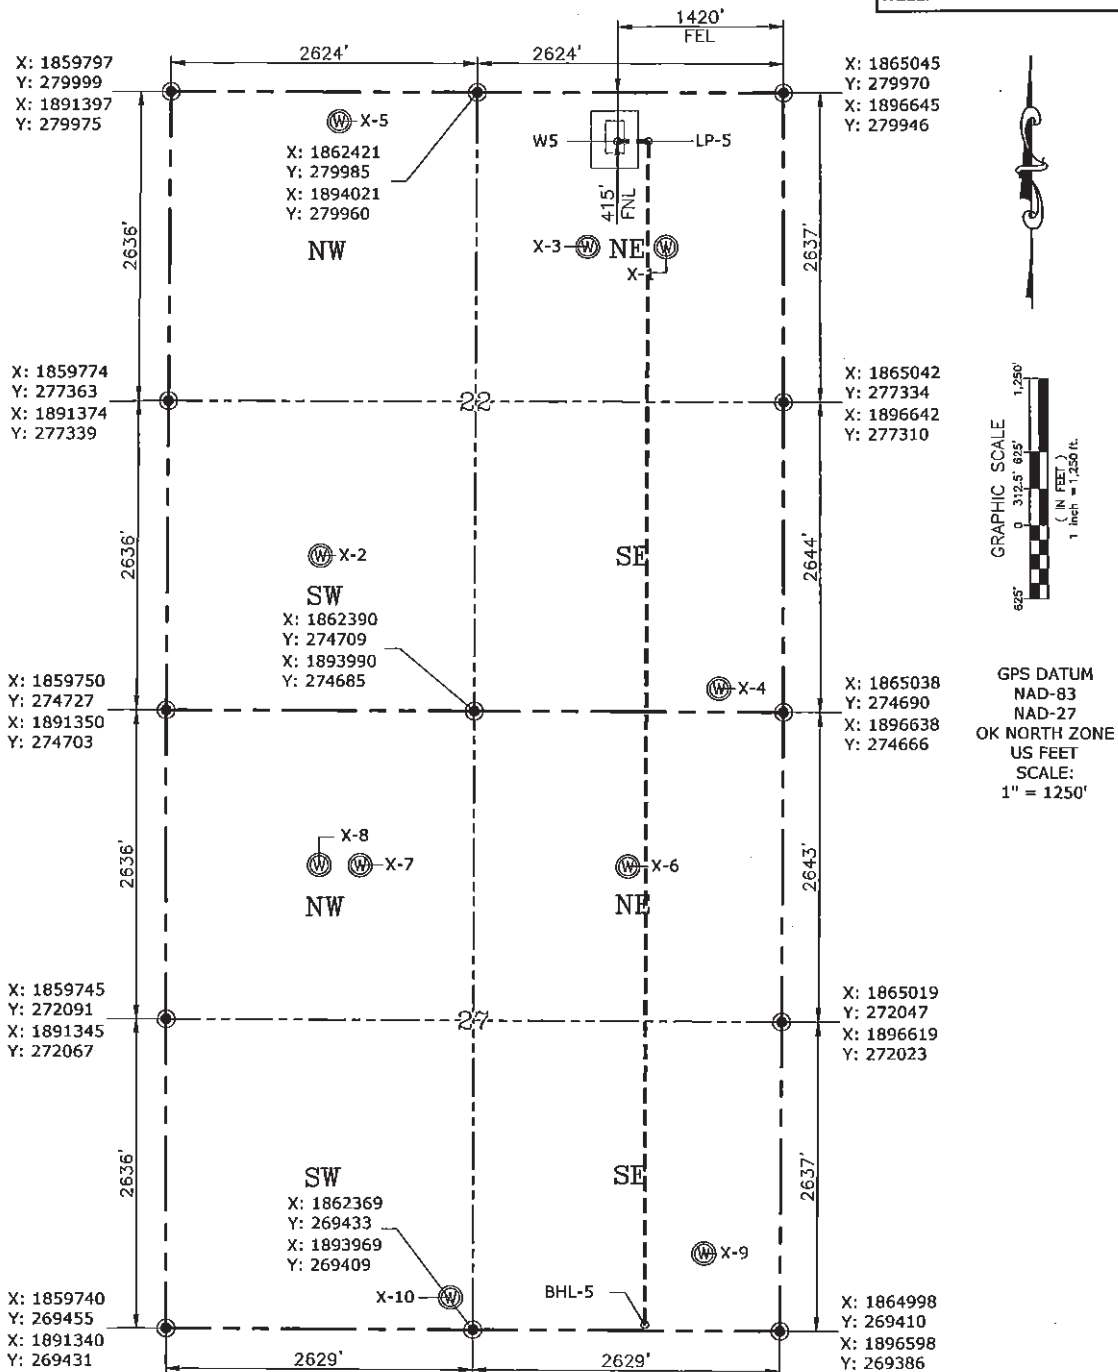 1420'
FEL
2624'
2624'
X: 1859797
Y: 279999
X: 1891397
Y: 279975
X: 1865045
Y: 279970
X: 1896645
Y: 279946
X-5
W5
LP-5
X: 1862421
Y: 279985
X: 1894021
Y: 279960
415'
FNL
2636'
NW
X-3
NE
X-1
2637'
X: 1859774
Y: 277363
X: 1891374
Y: 277339
22
X: 1865042
Y: 277334
X: 1896642
Y: 277310
GRAPHIC SCALE
625' 0 312.5' 625' 1,250'
( IN FEET )
1 inch = 1,250 ft.
2636'
X-2
SW
SE
2644'
X: 1862390
Y: 274709
X: 1893990
Y: 274685
X: 1859750
Y: 274727
X: 1891350
Y: 274703
X-4
X: 1865038
Y: 274690
X: 1896638
Y: 274666
GPS DATUM
NAD-83
NAD-27
OK NORTH ZONE
US FEET
SCALE:
1" = 1250'
2636'
X-8
X-7
X-6
NW
NE
2643'
X: 1859745
Y: 272091
X: 1891345
Y: 272067
27
X: 1865019
Y: 272047
X: 1896619
Y: 272023
2636'
SW
SE
2637'
X: 1862369
Y: 269433
X: 1893969
Y: 269409
X-9
X-10
BHL-5
X: 1859740
Y: 269455
X: 1891340
Y: 269431
X: 1864998
Y: 269410
X: 1896598
Y: 269386
2629'
2629'